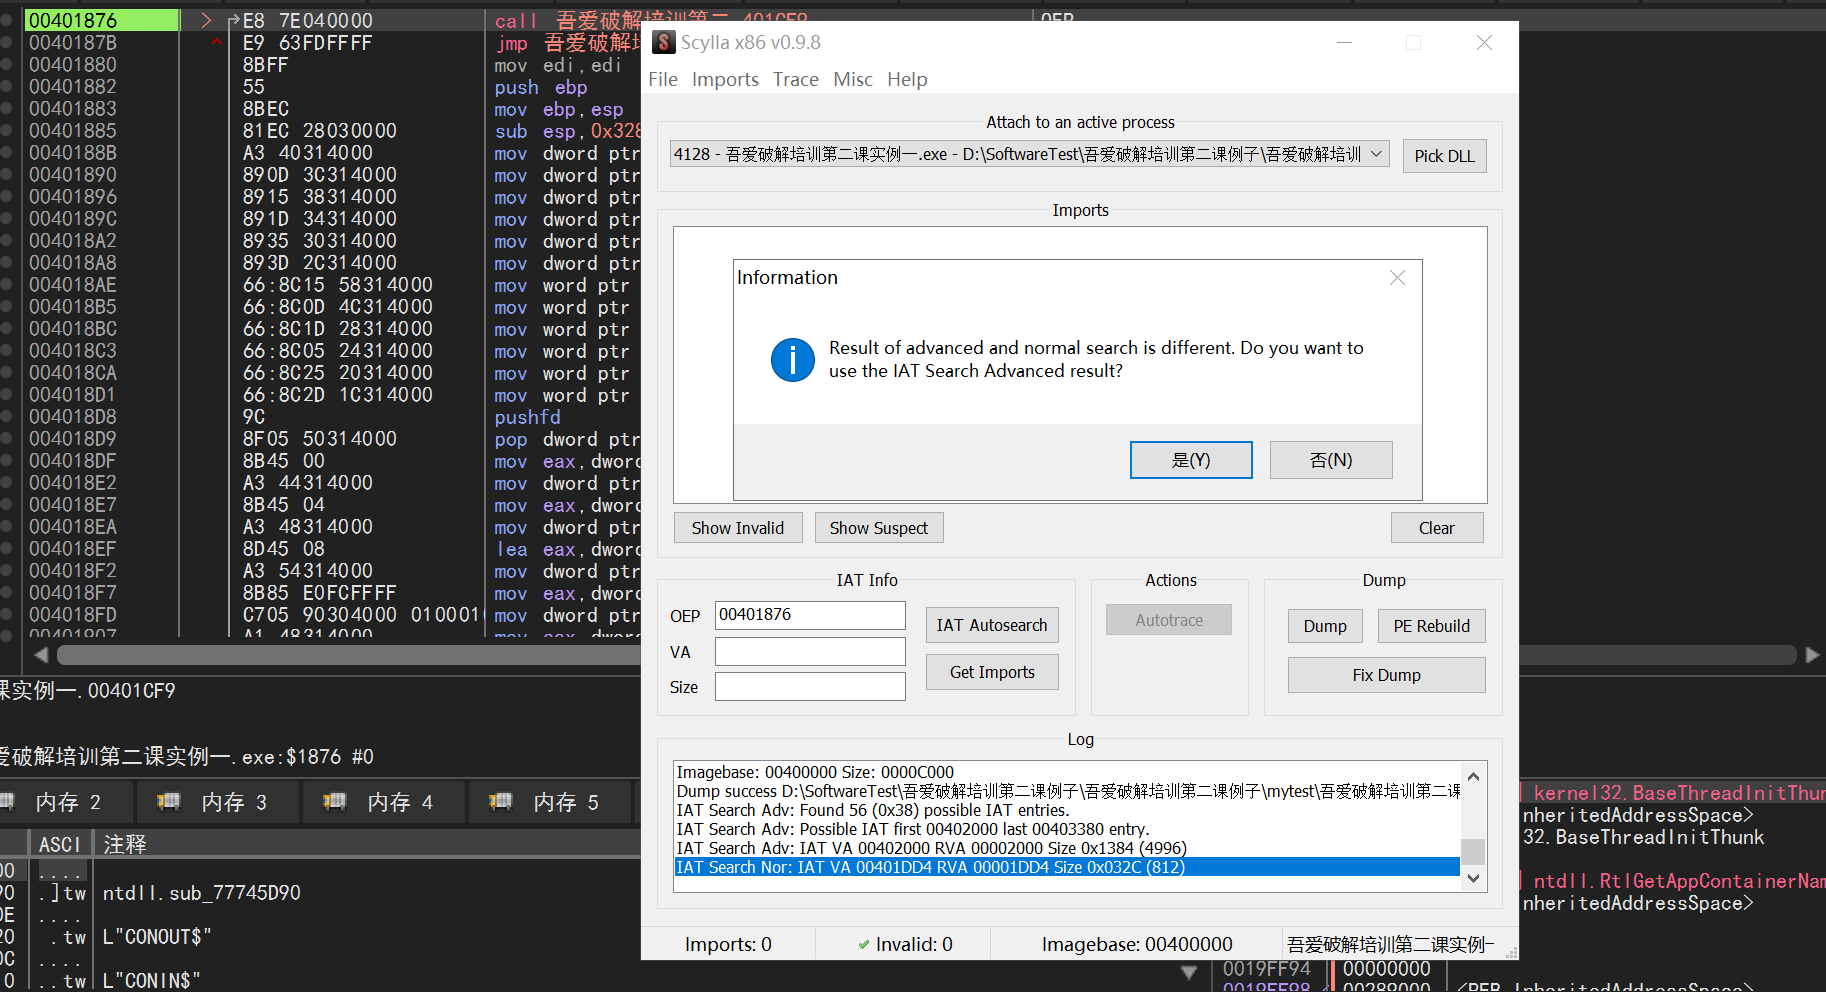 00401876 E8 7E040000 call 吾爱破解培训第二
0040187B E9 63FDFFFF jmp 吾爱破解
00401880 8BFF mov edi,edi
00401882 55 push ebp
00401883 8BEC mov ebp,esp
00401885 81EC 28030000 sub esp,0x328
0040188B A3 40314000 mov dword ptr
00401890 890D 3C314000 mov dword ptr
00401896 8915 38314000 mov dword ptr
0040189C 891D 34314000 mov dword ptr
004018A2 8935 30314000 mov dword ptr
004018A8 893D 2C314000 mov dword ptr
004018AE 66:8C15 58314000 mov word ptr
004018B5 66:8C0D 4C314000 mov word ptr
004018BC 66:8C1D 28314000 mov word ptr
004018C3 66:8C05 24314000 mov word ptr
004018CA 66:8C25 20314000 mov word ptr
004018D1 66:8C2D 1C314000 mov word ptr
004018D8 9C pushfd
004018D9 8F05 50314000 pop dword ptr
004018DF 8B45 00 mov eax,dword
004018E2 A3 44314000 mov dword ptr
004018E7 8B45 04 mov eax,dword
004018EA A3 48314000 mov dword ptr
004018EF 8D45 08 lea eax,dword
004018F2 A3 54314000 mov dword ptr
004018F7 8B85 E0FCFFFF mov eax,dword
004018FD C705 90304000 010001 mov dword ptr
课实例一.00401CF9
爱破解培训第二课实例一.exe:$1876 #0
内存 2 内存 3 内存 4 内存 5
ASCI 注释
....
.]tw ntdll.sub_77745D90
....
.tw L"CONOUT$"
....
..tw L"CONIN$"
Scylla x86 v0.9.8
File Imports Trace Misc Help
Attach to an active process
4128 - 吾爱破解培训第二课实例一.exe - D:\SoftwareTest\吾爱破解培训第二课例子\吾爱破解培训
Pick DLL
Imports
Information
Result of advanced and normal search is different. Do you want to
use the IAT Search Advanced result?
是(Y) 否(N)
Show Invalid Show Suspect Clear
IAT Info
OEP 00401876
VA
Size
IAT Autosearch
Get Imports
Actions
Autotrace
Dump
Dump PE Rebuild
Fix Dump
Log
Imagebase: 00400000 Size: 0000C000
Dump success D:\SoftwareTest\吾爱破解培训第二课例子\吾爱破解培训第二课例子\mytest\吾爱破解培训第二课
IAT Search Adv: Found 56 (0x38) possible IAT entries.
IAT Search Adv: Possible IAT first 00402000 last 00403380 entry.
IAT Search Adv: IAT VA 00402000 RVA 00002000 Size 0x1384 (4996)
IAT Search Nor: IAT VA 00401DD4 RVA 00001DD4 Size 0x032C (812)
Imports: 0 Invalid: 0 Imagebase: 00400000 吾爱破解培训第二课实例一
kernel32.BaseThreadInitThun
nheritedAddressSpace>
32.BaseThreadInitThunk
ntdll.RtlGetAppContainerNam
nheritedAddressSpace>
0019FF94 00000000